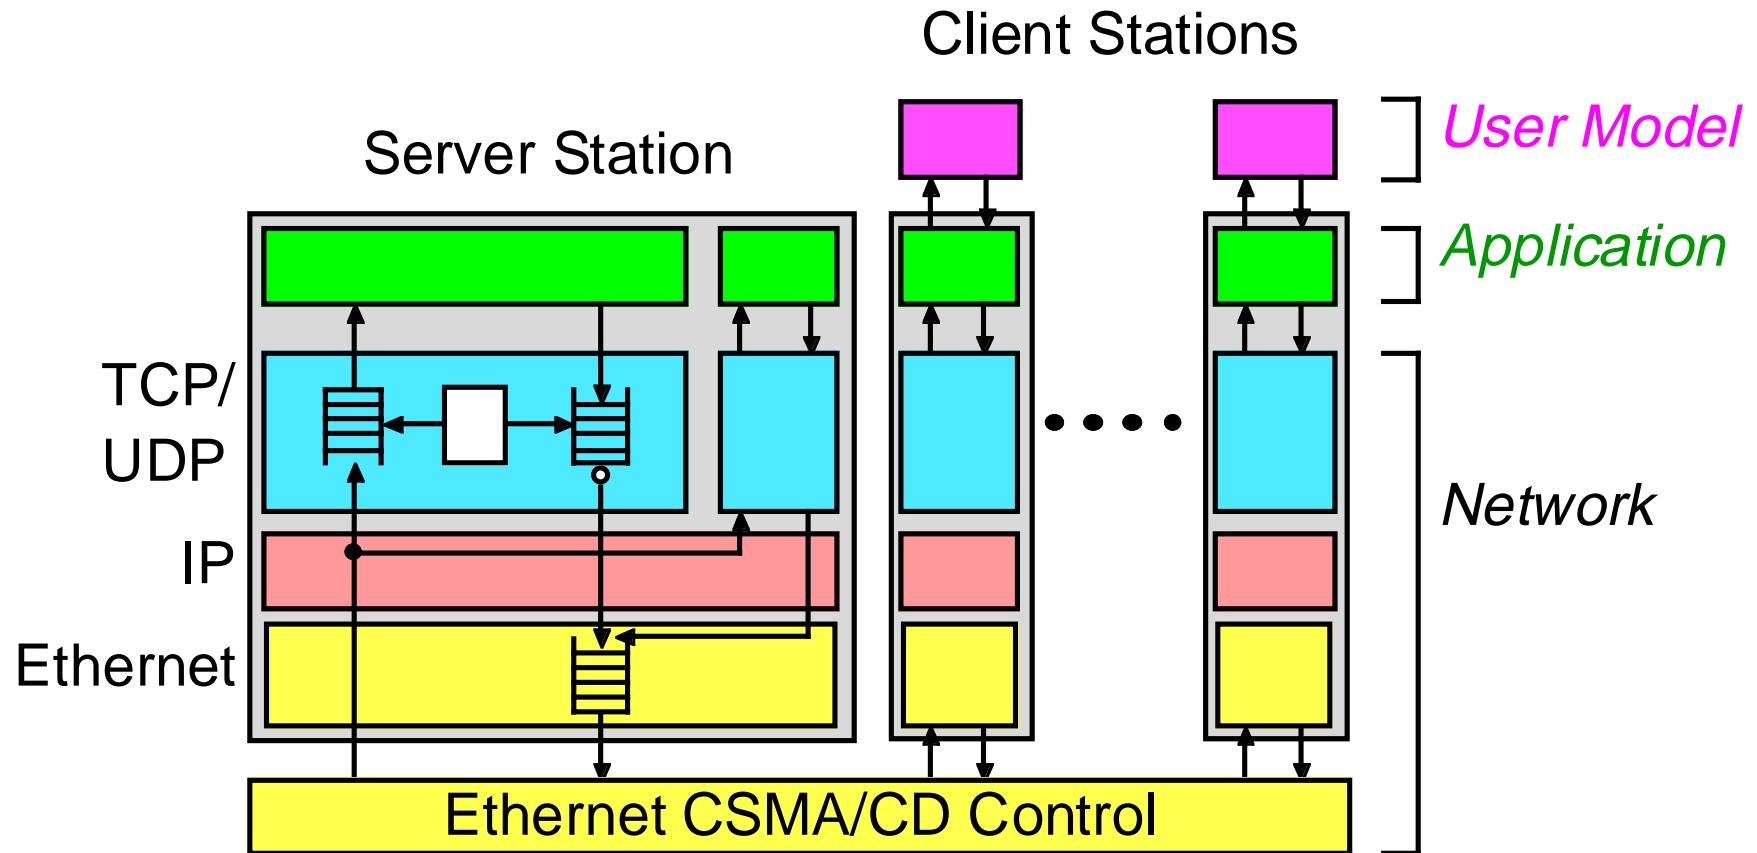 Client Stations
User Model
Server Station
Application
TCP/
UDP
Network
IP
Ethernet
Ethernet CSMA/CD Control